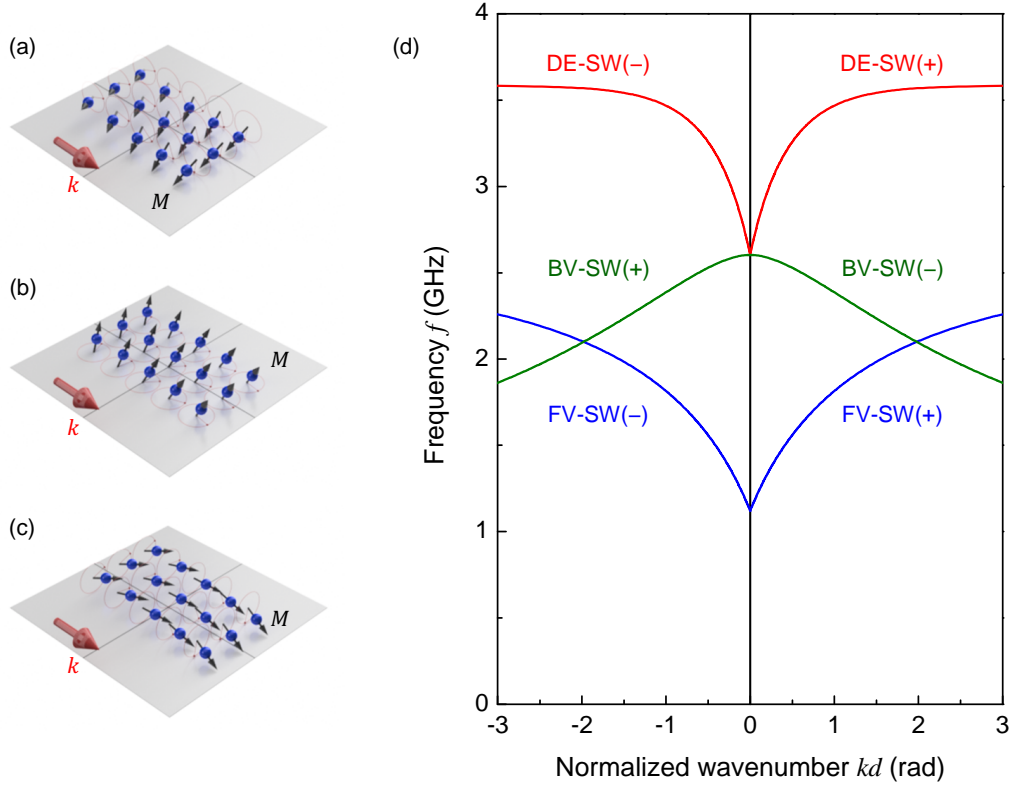 (a)
k
M
(b)
M
k
(c)
M
k
(d)
4
3
2
1
0
Frequency f (GHz)
DE-SW(−) DE-SW(+)
BV-SW(+) BV-SW(−)
FV-SW(−) FV-SW(+)
-3 -2 -1 0 1 2 3
Normalized wavenumber kd (rad)